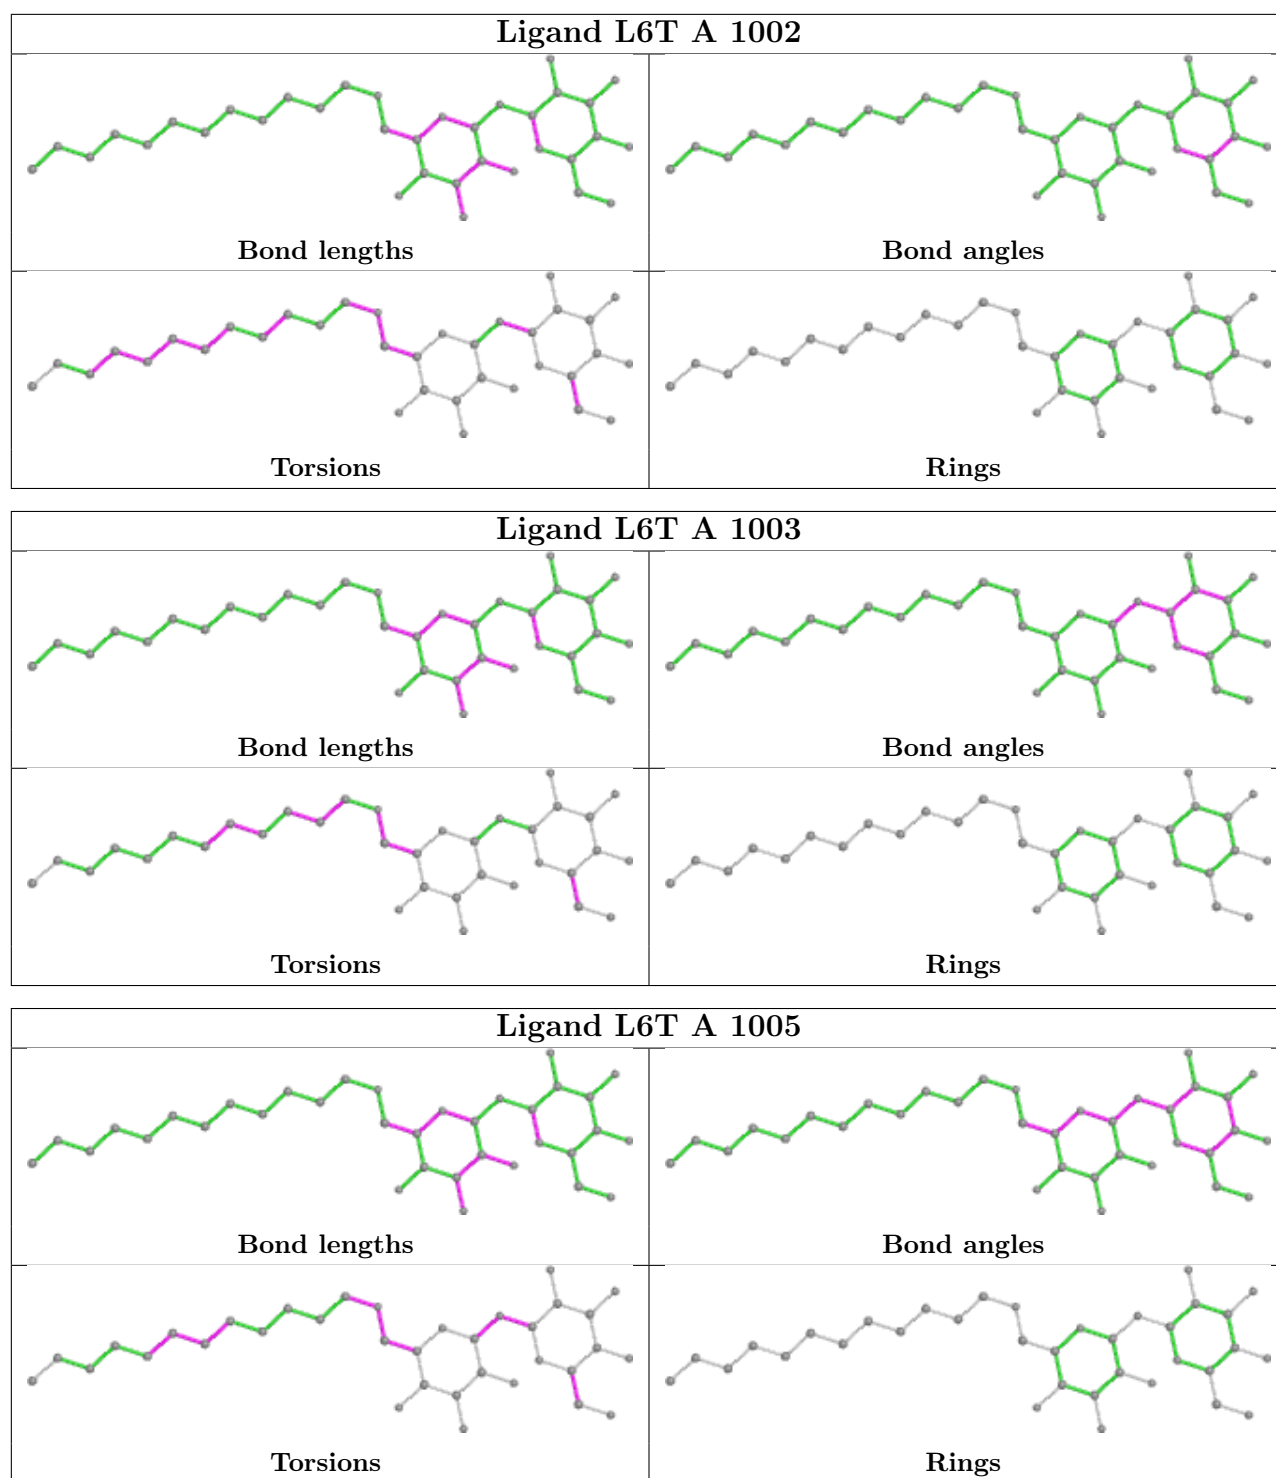 Ligand L6T A 1002
Bond lengths
Bond angles
Torsions
Rings
Ligand L6T A 1003
Bond lengths
Bond angles
Torsions
Rings
Ligand L6T A 1005
Bond lengths
Bond angles
Torsions
Rings